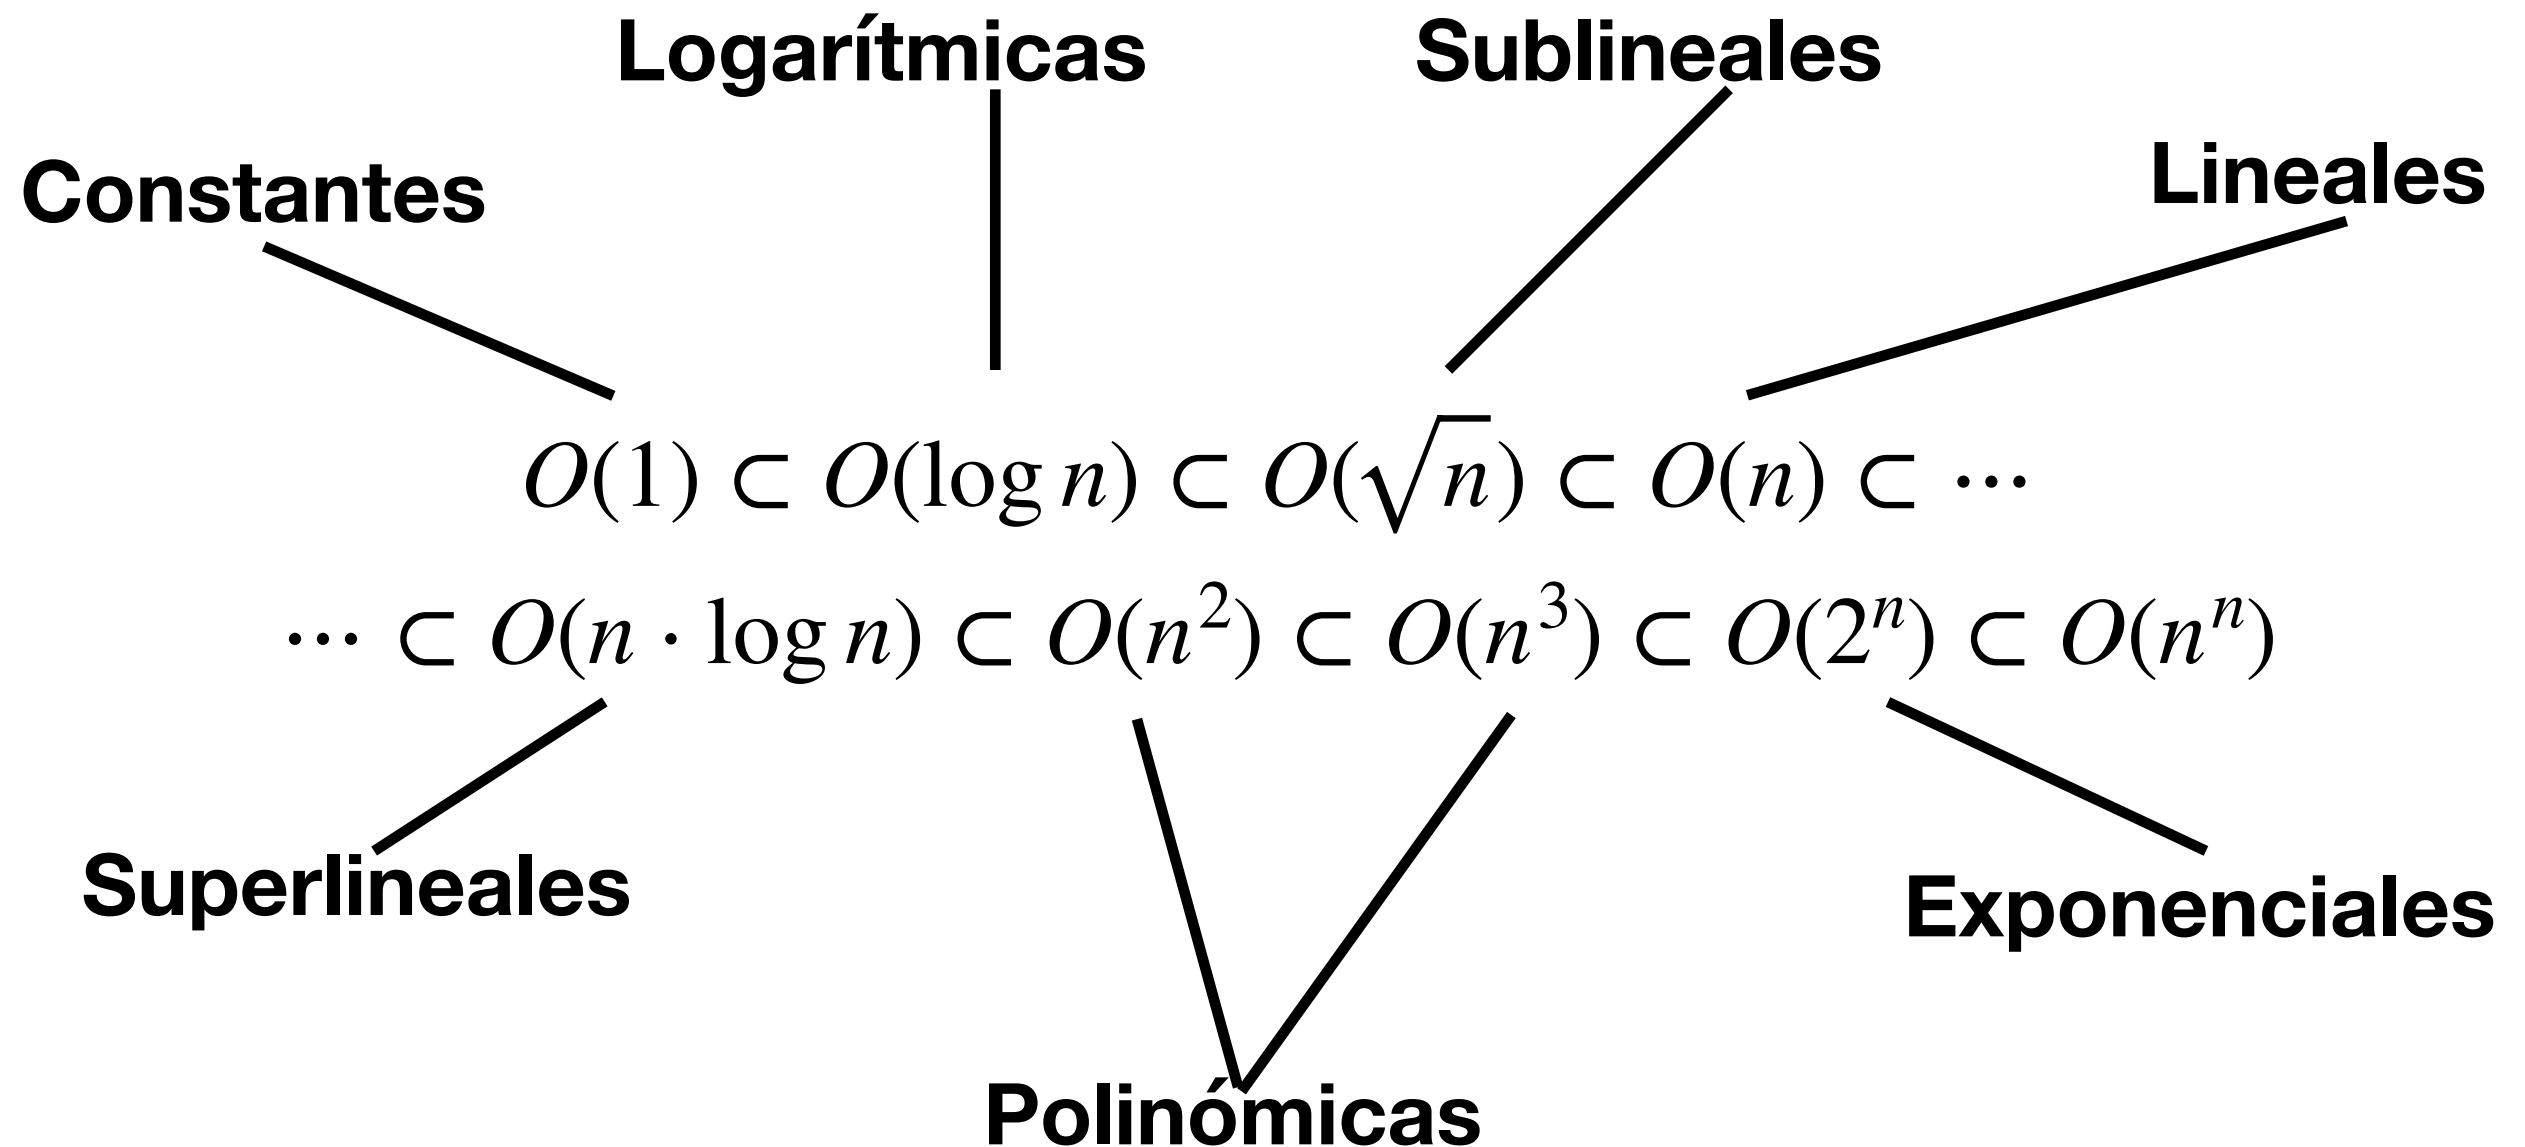 Logarítmicas Sublineales
Constantes Lineales
O(1) ⊂ O(log n) ⊂ O(√n) ⊂ O(n) ⊂ ⋯
⋯ ⊂ O(n · log n) ⊂ O(n²) ⊂ O(n³) ⊂ O(2ⁿ) ⊂ O(nⁿ)
Superlineales Exponenciales
Polinómicas